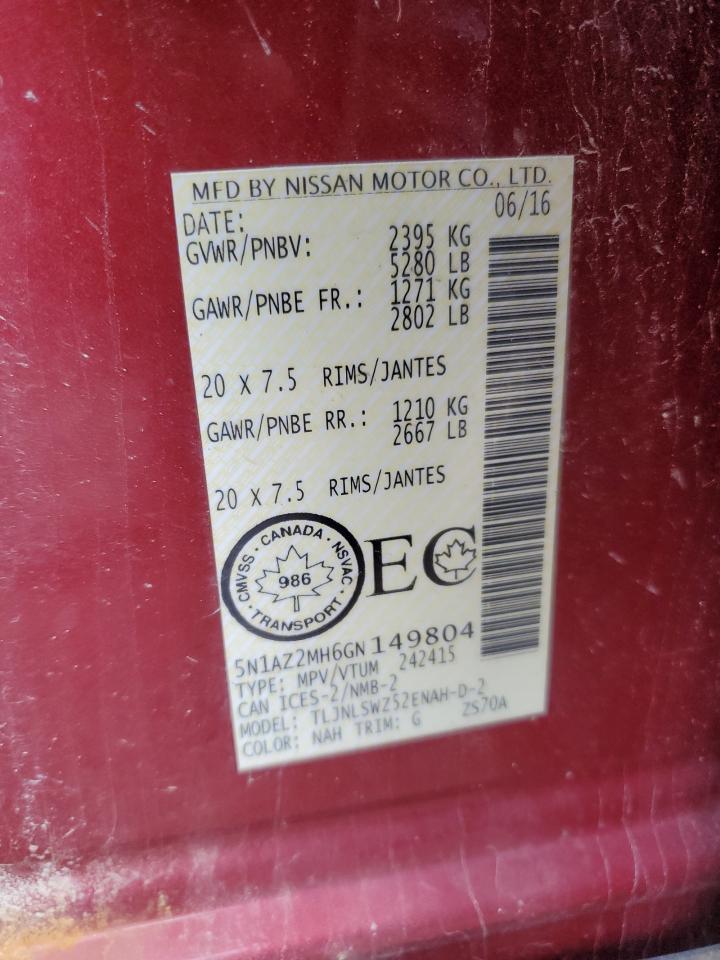 MFD BY NISSAN MOTOR CO., LTD.
DATE: 06/16
GVWR/PNBV: 2395 KG
5280 LB
GAWR/PNBE FR.: 1271 KG
2802 LB
20 X 7.5 RIMS/JANTES
GAWR/PNBE RR.: 1210 KG
2667 LB
20 X 7.5 RIMS/JANTES
CMVSS · CANADA · NSVAC · TRANSPORT ·
986
EC
5N1AZ2MH6GN149804
TYPE: MPV/VTUM 242415
CAN ICES-2/NMB-2
MODEL: TLJNLSWZ52ENAH-D-2
COLOR: NAH TRIM: G ZS70A